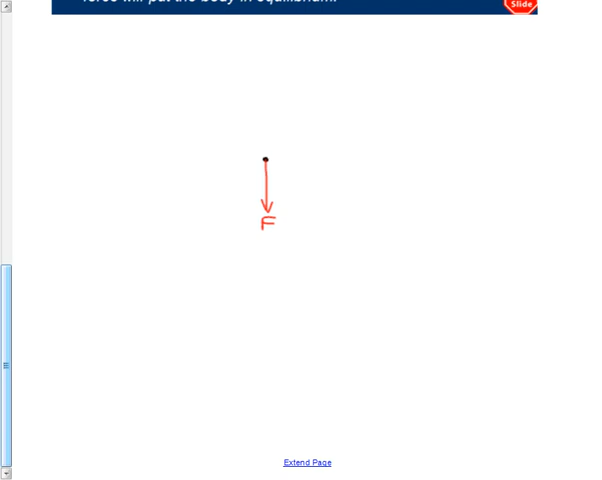 force will put the body in equilibrium.
Slide
F
Extend Page